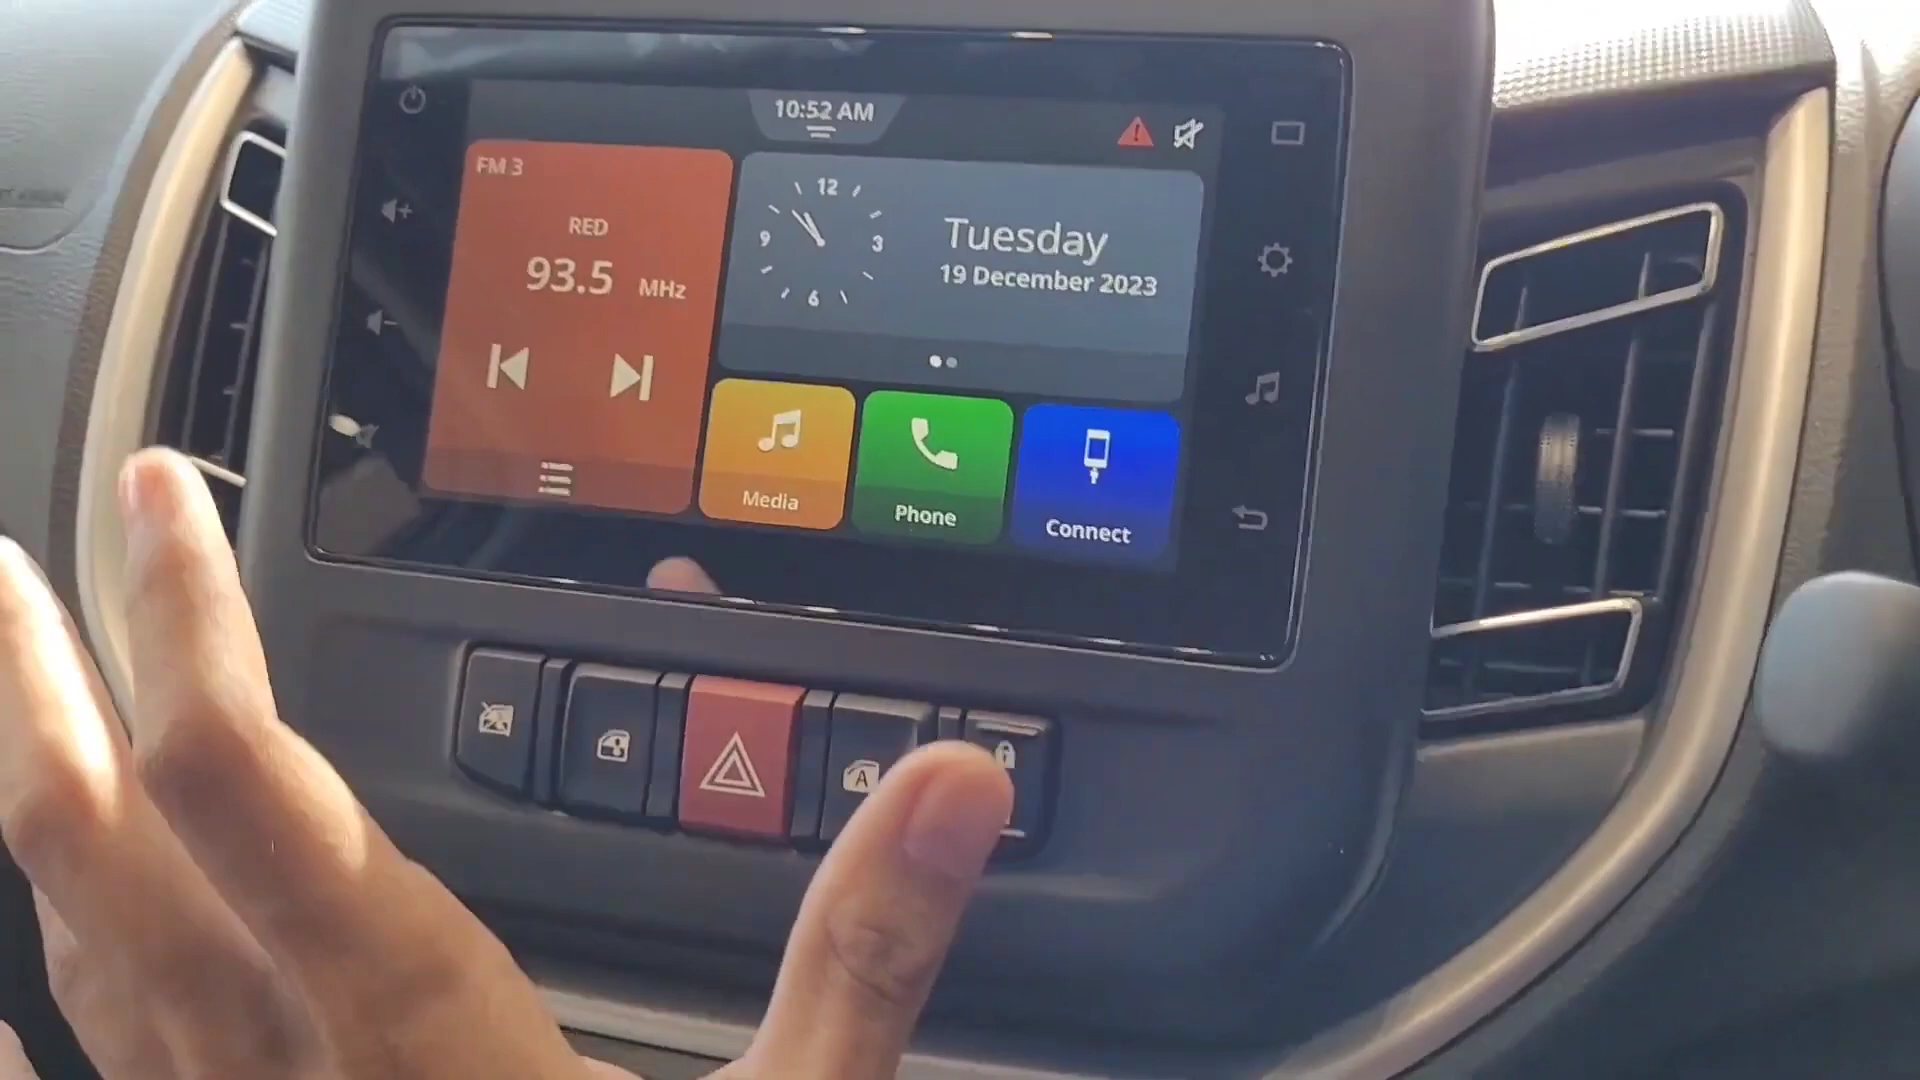 10:52 AM
FM 3
RED
93.5 MHz
12
9
3
6
Tuesday
19 December 2023
Media
Phone
Connect
A